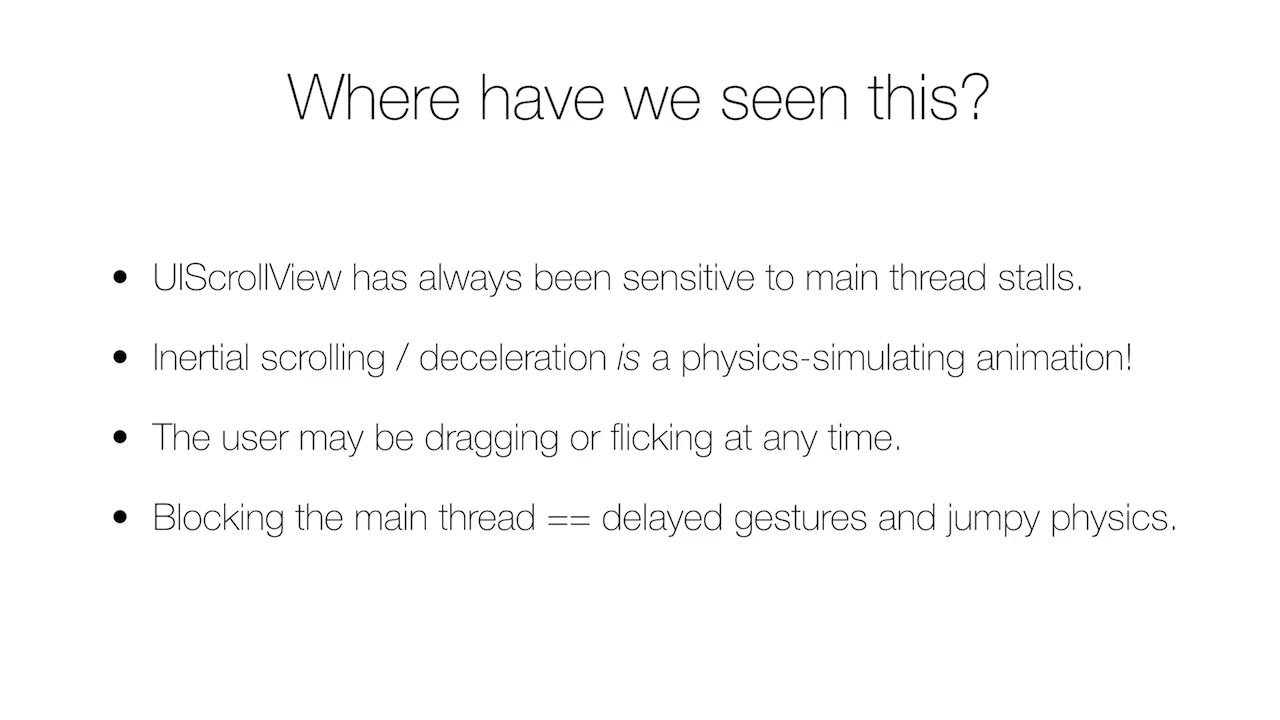 Where have we seen this?
• UIScrollView has always been sensitive to main thread stalls.
• Inertial scrolling / deceleration is a physics-simulating animation!
• The user may be dragging or flicking at any time.
• Blocking the main thread == delayed gestures and jumpy physics.